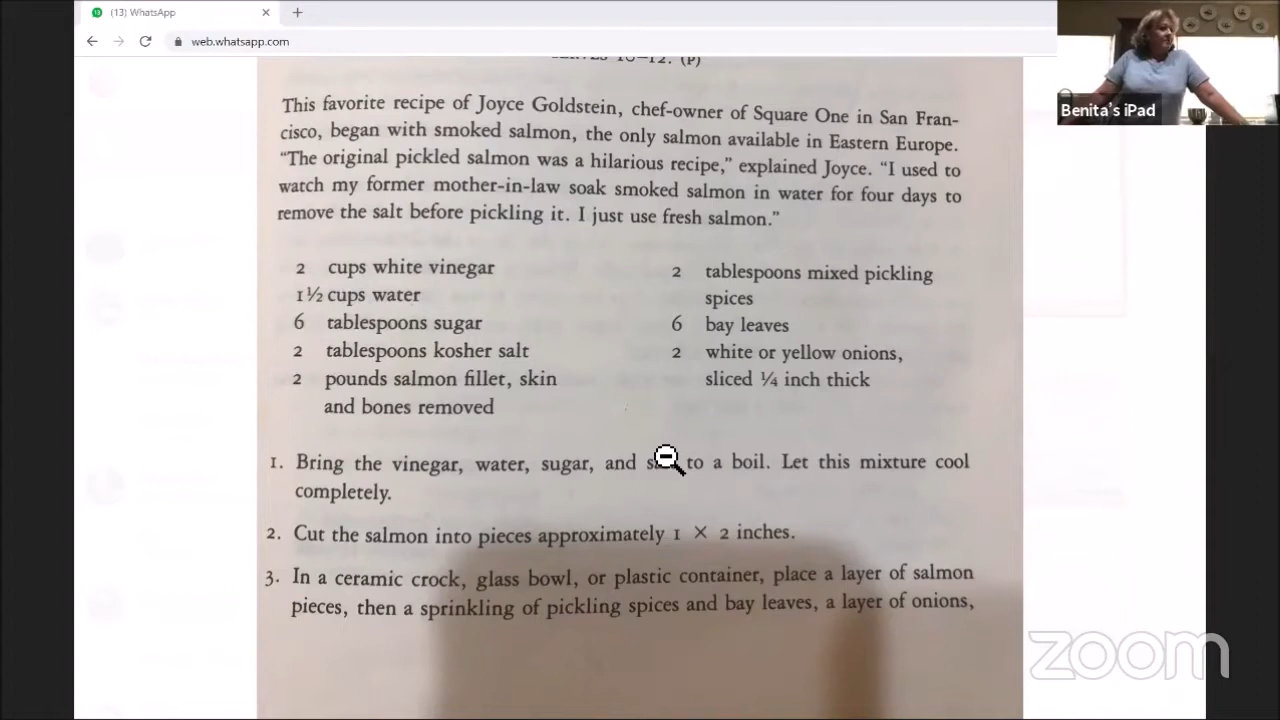 (13) WhatsApp
web.whatsapp.com
SERVES 10–12. (P)
This favorite recipe of Joyce Goldstein, chef-owner of Square One in San Fran-
cisco, began with smoked salmon, the only salmon available in Eastern Europe.
“The original pickled salmon was a hilarious recipe,” explained Joyce. “I used to
watch my former mother-in-law soak smoked salmon in water for four days to
remove the salt before pickling it. I just use fresh salmon.”
2 cups white vinegar
1½ cups water
6 tablespoons sugar
2 tablespoons kosher salt
2 pounds salmon fillet, skin
and bones removed
2 tablespoons mixed pickling
spices
6 bay leaves
2 white or yellow onions,
sliced ¼ inch thick
1. Bring the vinegar, water, sugar, and to a boil. Let this mixture cool
completely.
2. Cut the salmon into pieces approximately 1 × 2 inches.
3. In a ceramic crock, glass bowl, or plastic container, place a layer of salmon
pieces, then a sprinkling of pickling spices and bay leaves, a layer of onions,
Benita's iPad
zoom